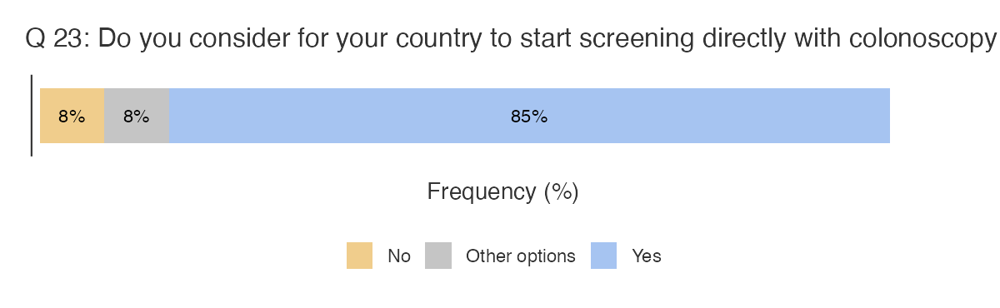 Q 23: Do you consider for your country to start screening directly with colonoscopy
8% 8% 85%
Frequency (%)
No Other options Yes